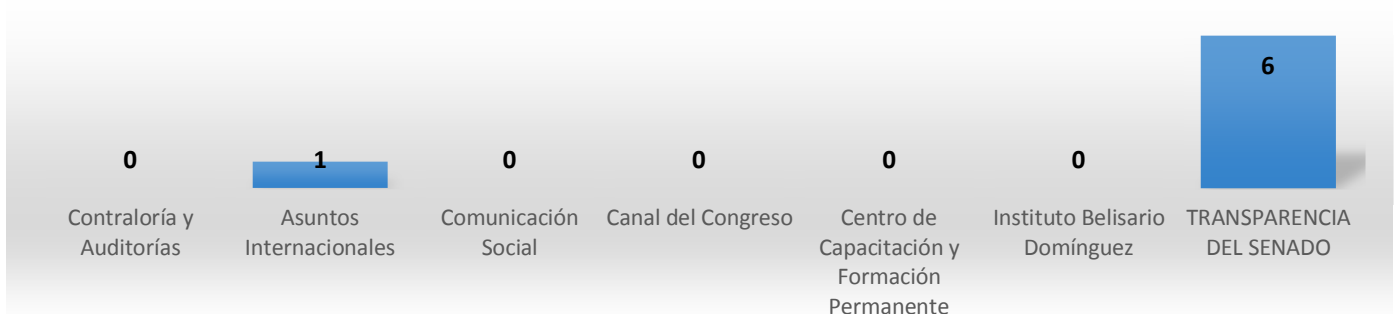 6
0 1 0 0 0 0
Contraloría y Auditorías
Asuntos Internacionales
Comunicación Social
Canal del Congreso
Centro de Capacitación y Formación Permanente
Instituto Belisario Domínguez
TRANSPARENCIA DEL SENADO